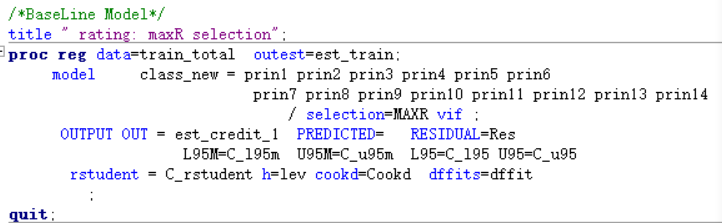 /*BaseLine Model*/
title " rating: maxR selection";
proc reg data=train_total outest=est_train;
model class_new = prin1 prin2 prin3 prin4 prin5 prin6
prin7 prin8 prin9 prin10 prin11 prin12 prin13 prin14
/ selection=MAXR vif ;
OUTPUT OUT = est_credit_1 PREDICTED= RESIDUAL=Res
L95M=C_l95m U95M=C_u95m L95=C_l95 U95=C_u95
rstudent = C_rstudent h=lev cookd=Cookd dffits=dffit
;
quit;